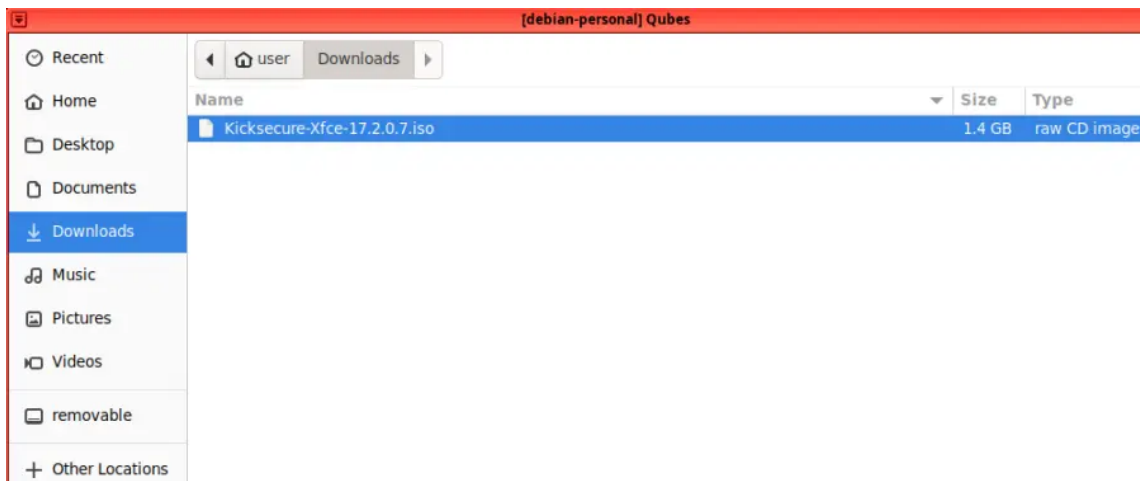 [debian-personal] Qubes
Recent
Home
Desktop
Documents
Downloads
Music
Pictures
Videos
removable
Other Locations
user Downloads
Name Size Type
Kicksecure-Xfce-17.2.0.7.iso 1.4 GB raw CD image